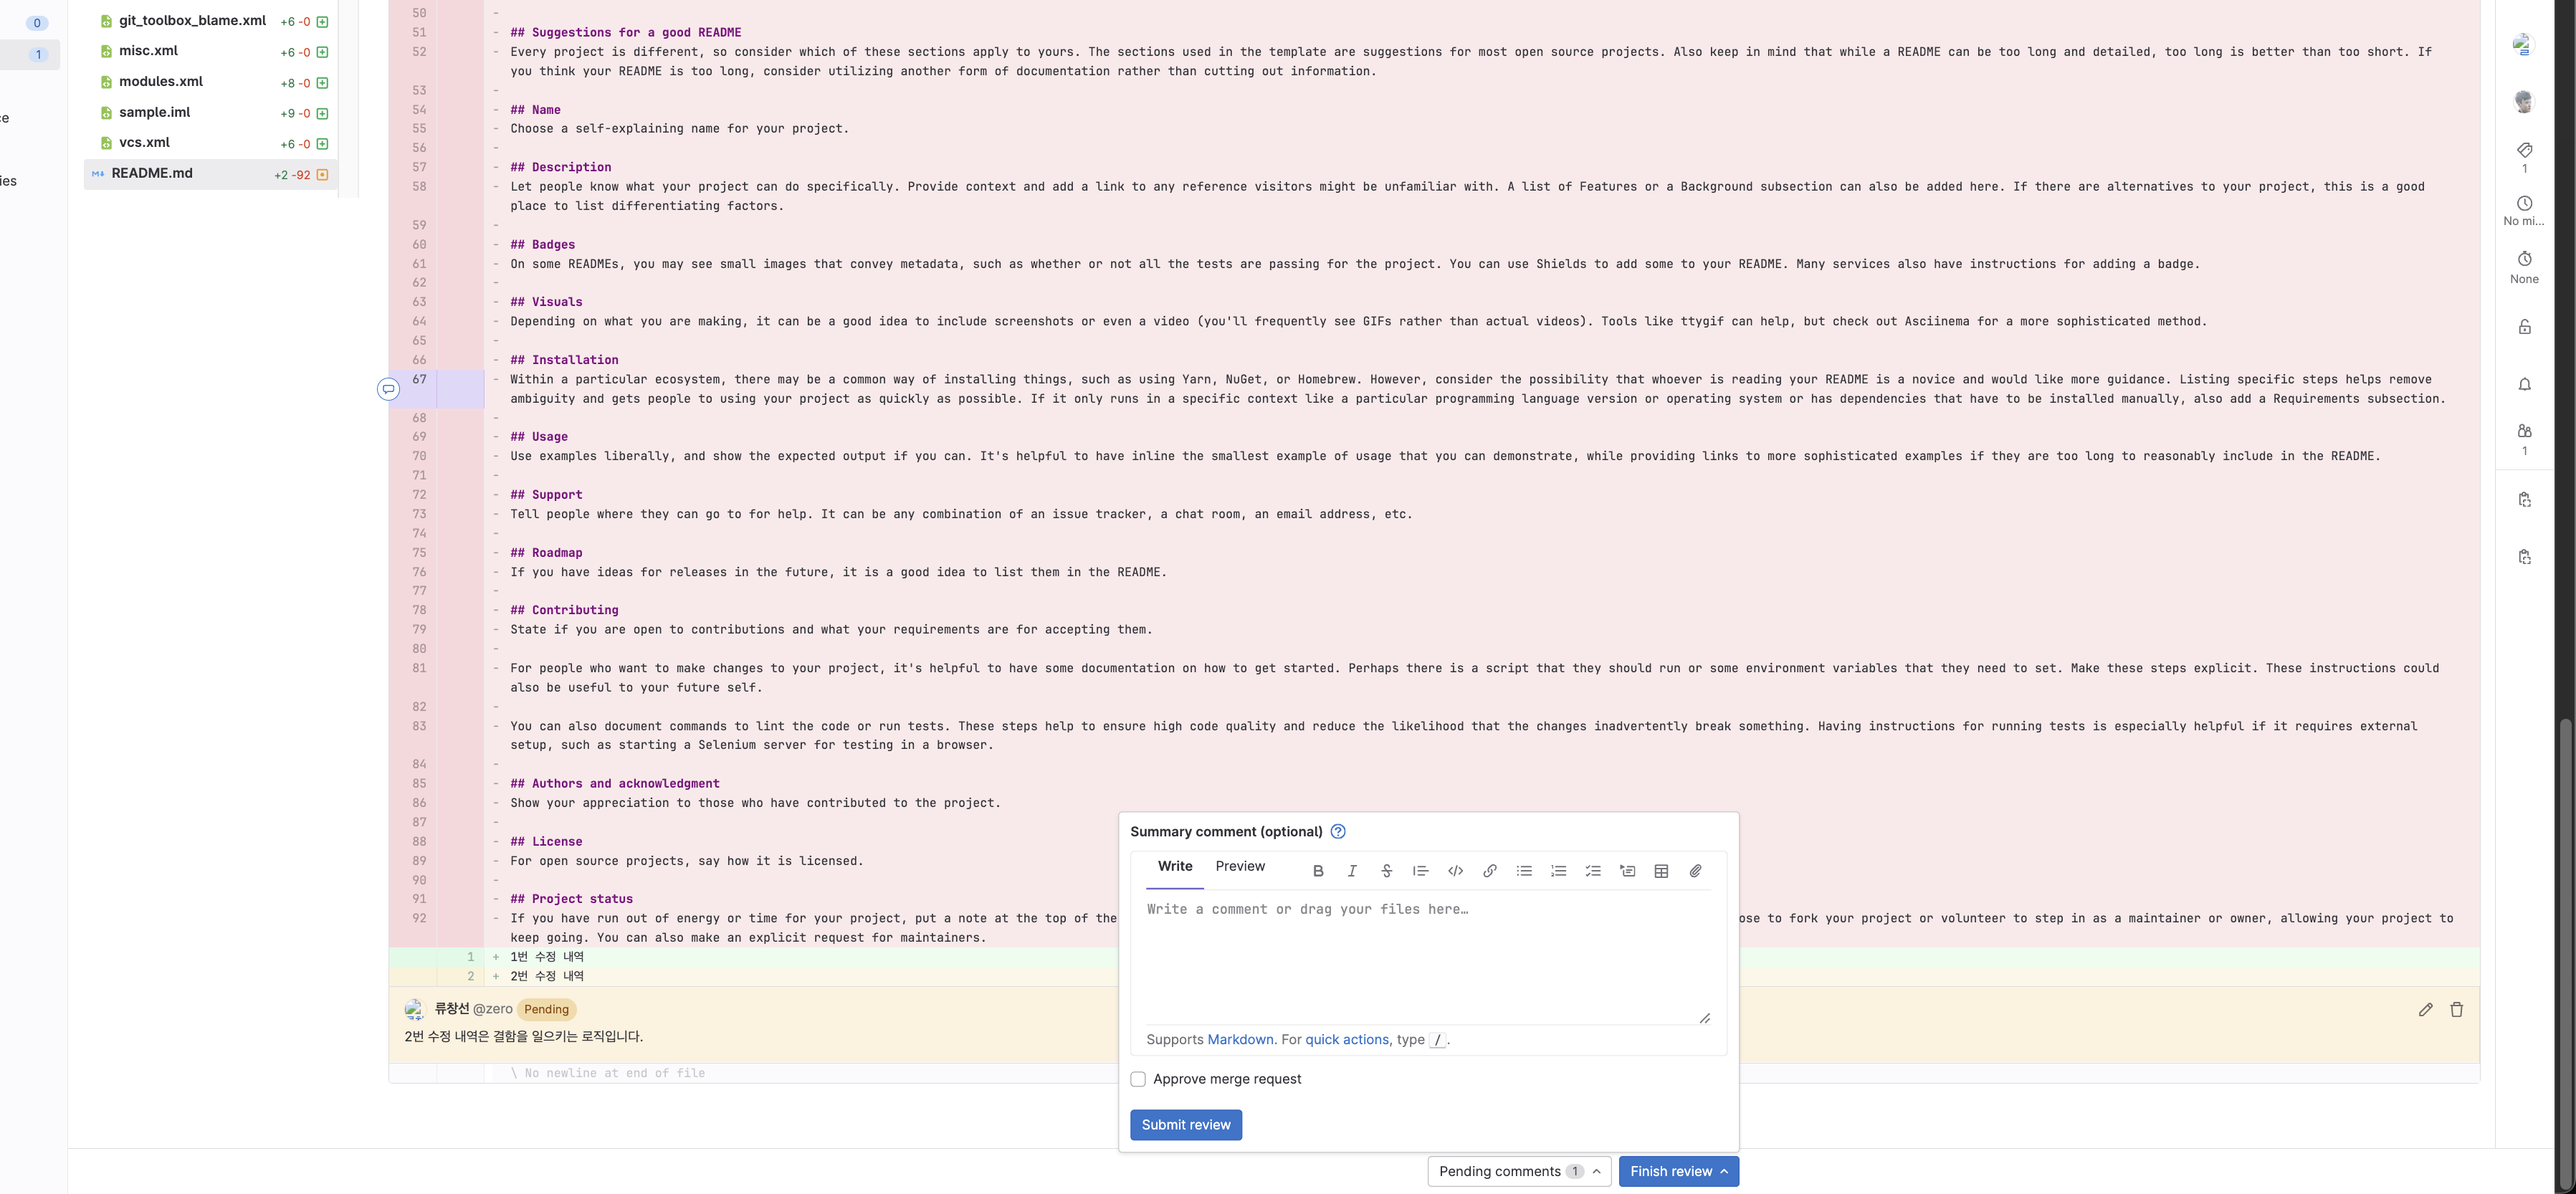 0
1
ce
ies
git_toolbox_blame.xml +6 -0
misc.xml +6 -0
modules.xml +8 -0
sample.iml +9 -0
vcs.xml +6 -0
README.md +2 -92
50 -
51 - ## Suggestions for a good README
52 - Every project is different, so consider which of these sections apply to yours. The sections used in the template are suggestions for most open source projects. Also keep in mind that while a README can be too long and detailed, too long is better than too short. If
you think your README is too long, consider utilizing another form of documentation rather than cutting out information.
53 -
54 - ## Name
55 - Choose a self-explaining name for your project.
56 -
57 - ## Description
58 - Let people know what your project can do specifically. Provide context and add a link to any reference visitors might be unfamiliar with. A list of Features or a Background subsection can also be added here. If there are alternatives to your project, this is a good
place to list differentiating factors.
59 -
60 - ## Badges
61 - On some READMEs, you may see small images that convey metadata, such as whether or not all the tests are passing for the project. You can use Shields to add some to your README. Many services also have instructions for adding a badge.
62 -
63 - ## Visuals
64 - Depending on what you are making, it can be a good idea to include screenshots or even a video (you'll frequently see GIFs rather than actual videos). Tools like ttygif can help, but check out Asciinema for a more sophisticated method.
65 -
66 - ## Installation
67 - Within a particular ecosystem, there may be a common way of installing things, such as using Yarn, NuGet, or Homebrew. However, consider the possibility that whoever is reading your README is a novice and would like more guidance. Listing specific steps helps remove
ambiguity and gets people to using your project as quickly as possible. If it only runs in a specific context like a particular programming language version or operating system or has dependencies that have to be installed manually, also add a Requirements subsection.
68 -
69 - ## Usage
70 - Use examples liberally, and show the expected output if you can. It's helpful to have inline the smallest example of usage that you can demonstrate, while providing links to more sophisticated examples if they are too long to reasonably include in the README.
71 -
72 - ## Support
73 - Tell people where they can go to for help. It can be any combination of an issue tracker, a chat room, an email address, etc.
74 -
75 - ## Roadmap
76 - If you have ideas for releases in the future, it is a good idea to list them in the README.
77 -
78 - ## Contributing
79 - State if you are open to contributions and what your requirements are for accepting them.
80 -
81 - For people who want to make changes to your project, it's helpful to have some documentation on how to get started. Perhaps there is a script that they should run or some environment variables that they need to set. Make these steps explicit. These instructions could
also be useful to your future self.
82 -
83 - You can also document commands to lint the code or run tests. These steps help to ensure high code quality and reduce the likelihood that the changes inadvertently break something. Having instructions for running tests is especially helpful if it requires external
setup, such as starting a Selenium server for testing in a browser.
84 -
85 - ## Authors and acknowledgment
86 - Show your appreciation to those who have contributed to the project.
87 -
88 - ## License
89 - For open source projects, say how it is licensed.
90 -
91 - ## Project status
92 - If you have run out of energy or time for your project, put a note at the top of the ose to fork your project or volunteer to step in as a maintainer or owner, allowing your project to
keep going. You can also make an explicit request for maintainers.
1 + 1번 수정 내역
2 + 2번 수정 내역
류창선 @zero Pending
2번 수정 내역은 결함을 일으키는 로직입니다.
\ No newline at end of file
Summary comment (optional)
Write Preview
Write a comment or drag your files here…
Supports Markdown. For quick actions, type /.
Approve merge request
Submit review
Pending comments 1
Finish review
1
No mi...
None
1